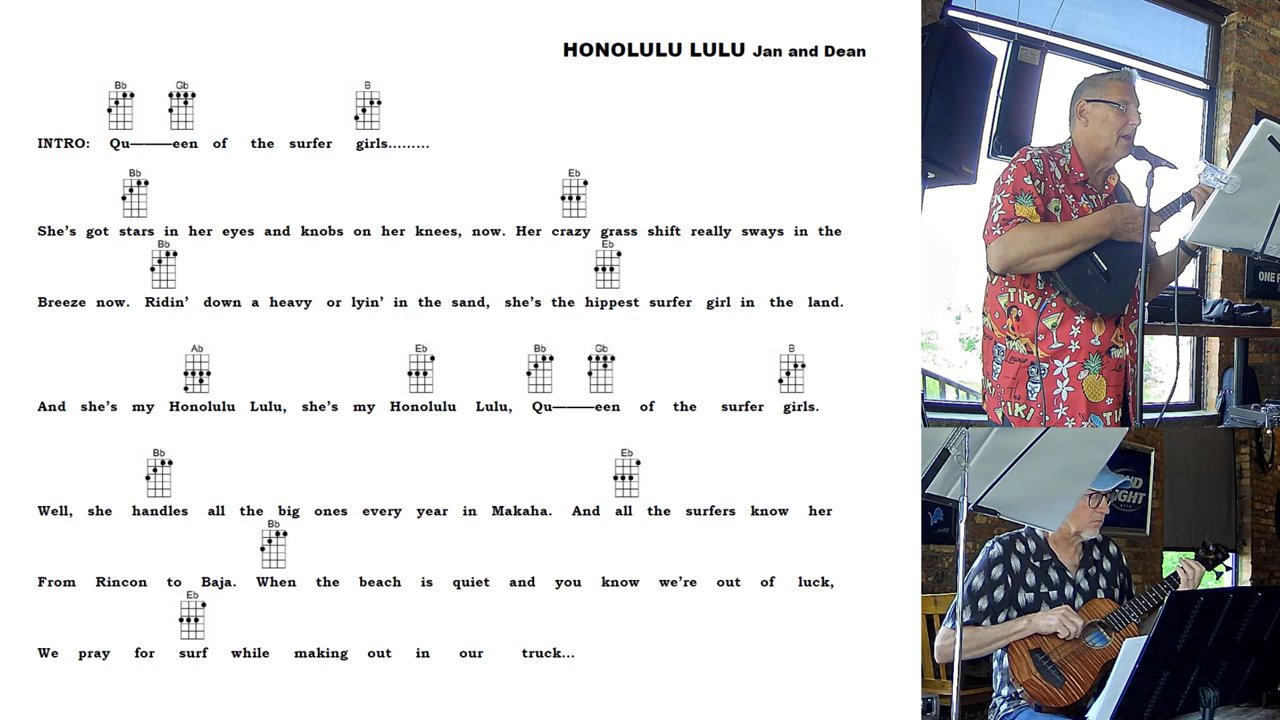 HONOLULU LULU Jan and Dean
Bb Gb B
INTRO: Qu———een of the surfer girls.........
Bb Eb
She's got stars in her eyes and knobs on her knees, now. Her crazy grass shift really sways in the
Bb Eb
Breeze now. Ridin' down a heavy or lyin' in the sand, she's the hippest surfer girl in the land.
Ab Eb Bb Gb B
And she's my Honolulu Lulu, she's my Honolulu Lulu, Qu———een of the surfer girls.
Bb Eb
Well, she handles all the big ones every year in Makaha. And all the surfers know her
Bb
From Rincon to Baja. When the beach is quiet and you know we're out of luck,
Eb
We pray for surf while making out in our truck...
TIKI
TIKI
TIKI
ONE